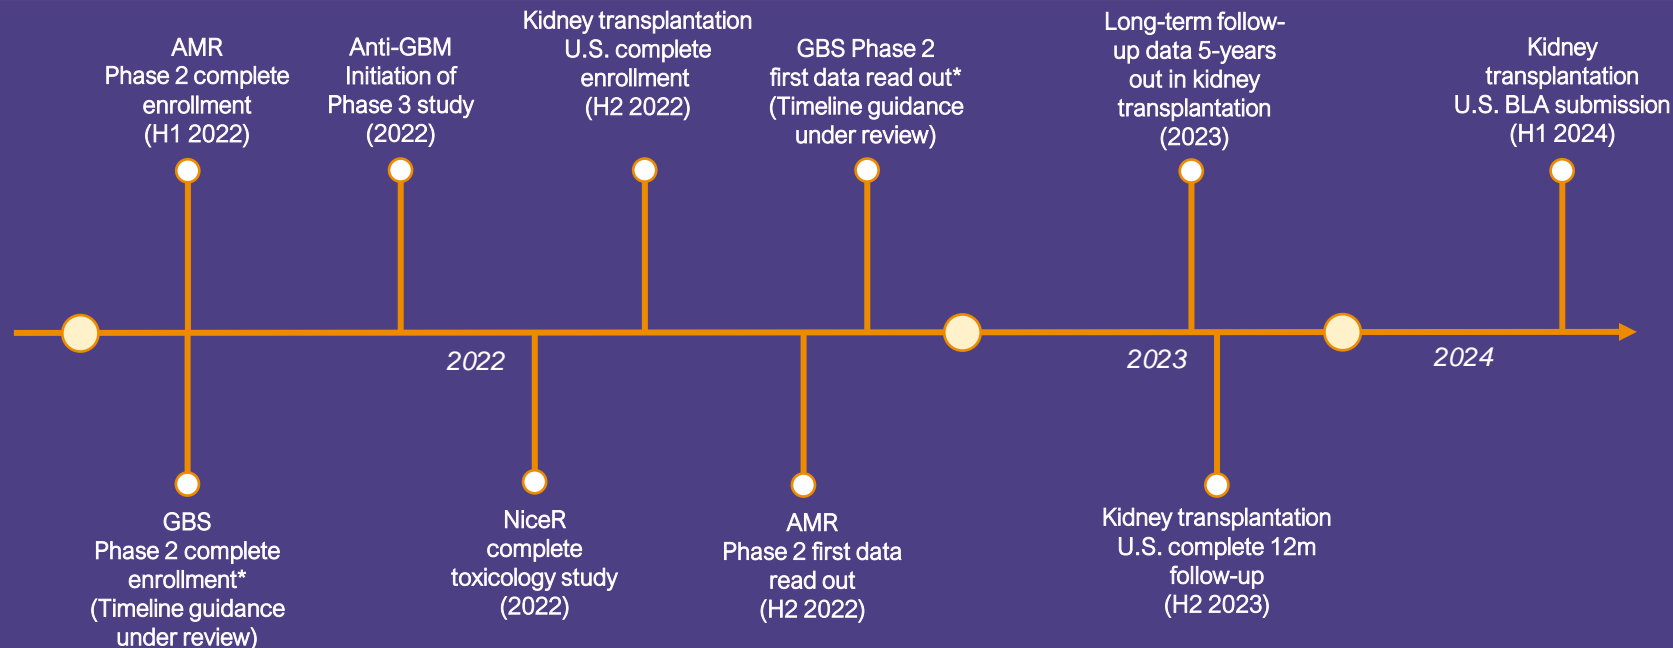 AMR
Phase 2 complete
enrollment
(H1 2022)
Anti-GBM
Initiation of
Phase 3 study
(2022)
Kidney transplantation
U.S. complete
enrollment
(H2 2022)
GBS Phase 2
first data read out*
(Timeline guidance
under review)
Long-term follow-
up data 5-years
out in kidney
transplantation
(2023)
Kidney
transplantation
U.S. BLA submission
(H1 2024)
2022
2023
2024
GBS
Phase 2 complete
enrollment*
(Timeline guidance
under review)
NiceR
complete
toxicology study
(2022)
AMR
Phase 2 first data
read out
(H2 2022)
Kidney transplantation
U.S. complete 12m
follow-up
(H2 2023)